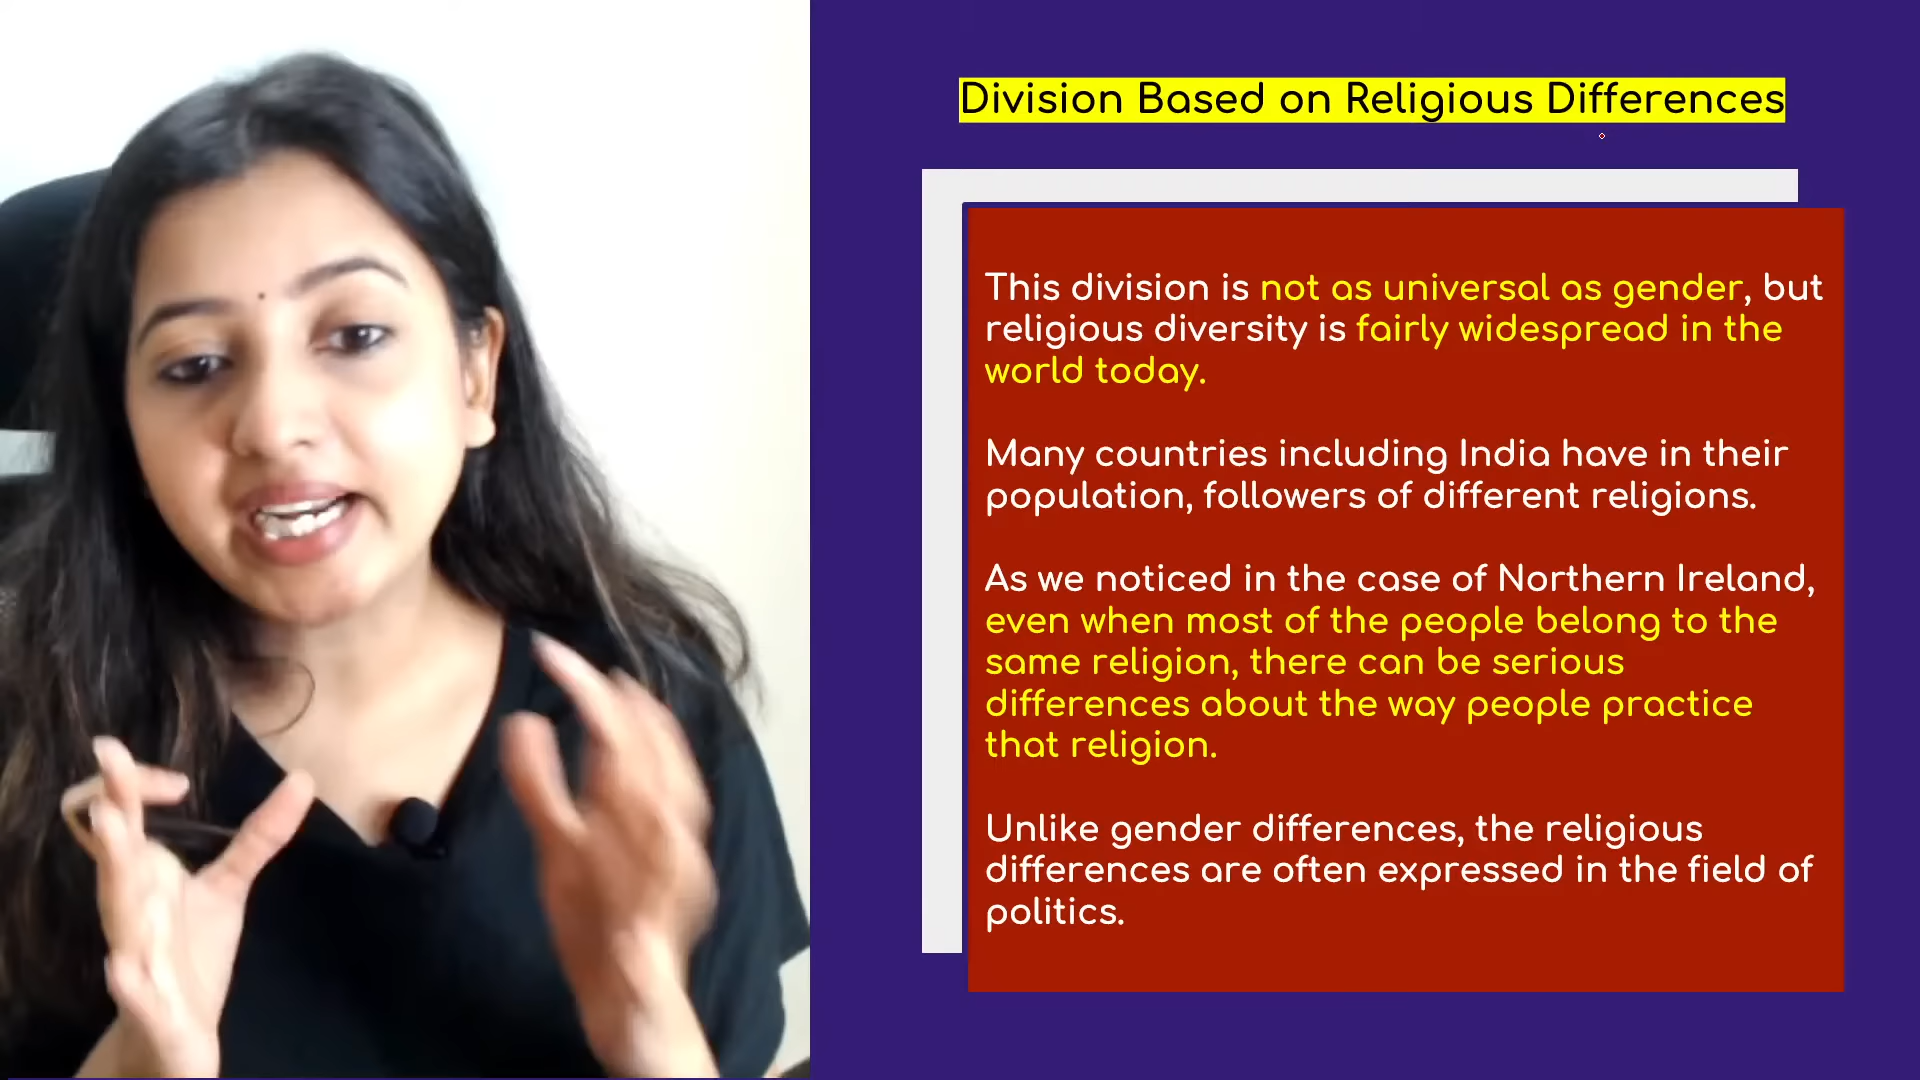 Division Based on Religious Differences
This division is not as universal as gender, but
religious diversity is fairly widespread in the
world today.
Many countries including India have in their
population, followers of different religions.
As we noticed in the case of Northern Ireland,
even when most of the people belong to the
same religion, there can be serious
differences about the way people practice
that religion.
Unlike gender differences, the religious
differences are often expressed in the field of
politics.